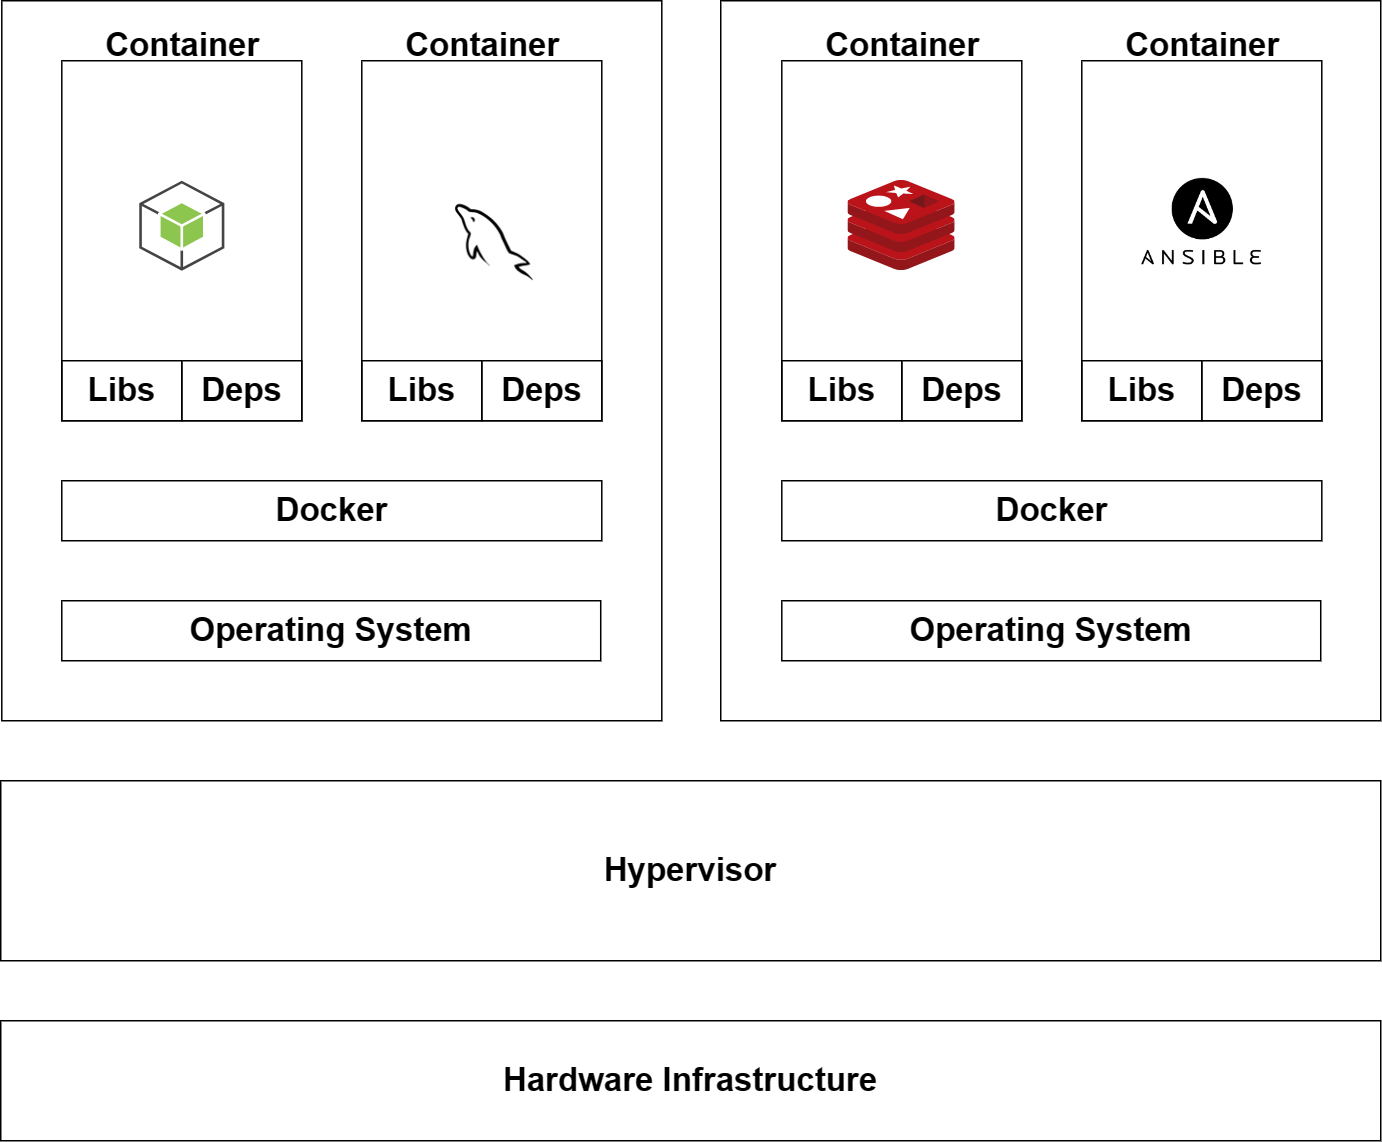 Container
Container
Container
Container
ANSIBLE
Libs
Deps
Libs
Deps
Libs
Deps
Libs
Deps
Docker
Docker
Operating System
Operating System
Hypervisor
Hardware Infrastructure